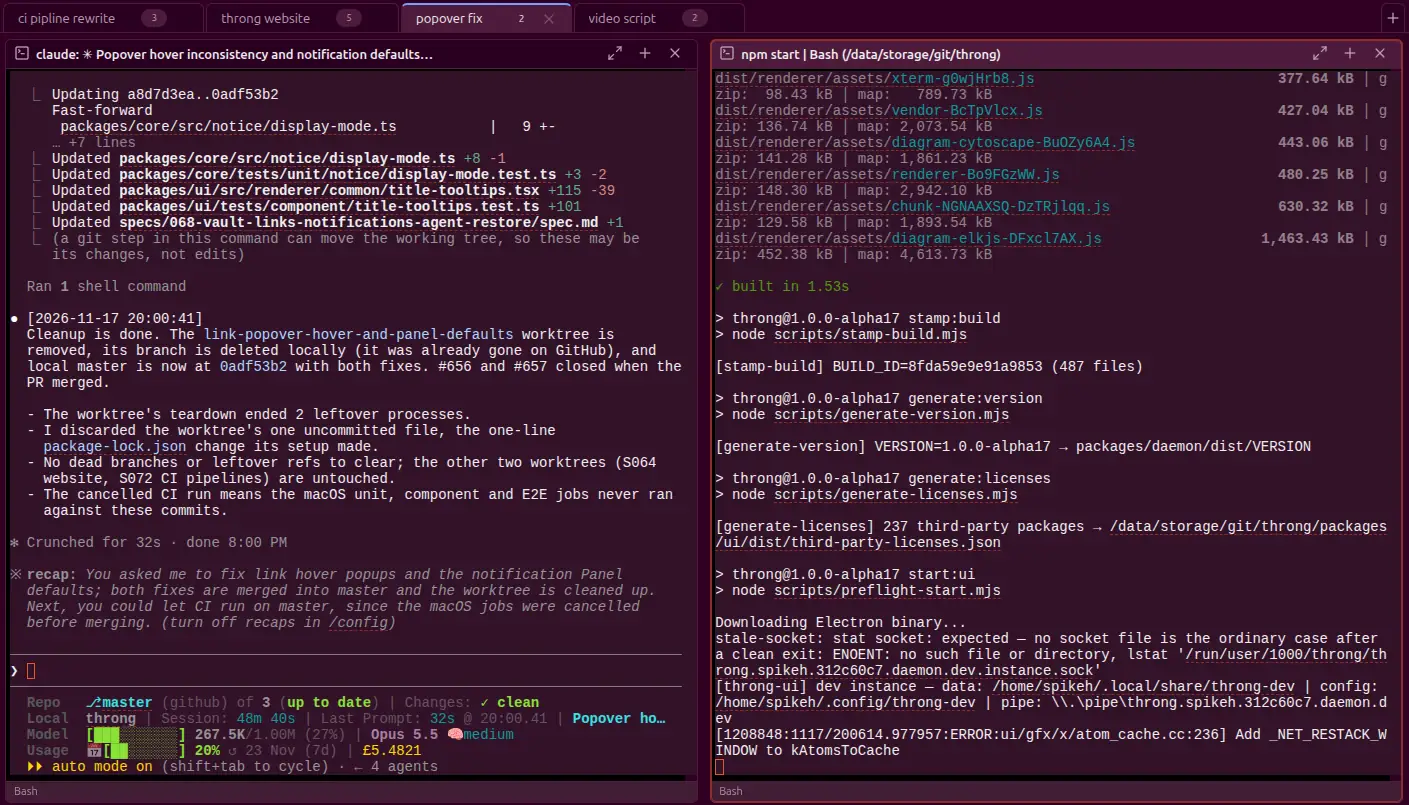 ci pipline rewrite 3
throng website 5
popover fix 2
video script 2
claude: ✳ Popover hover inconsistency and notification defaults…
Updating a8d7d3ea..0adf53b2
Fast-forward
packages/core/src/notice/display-mode.ts | 9 +-
… +7 lines
Updated packages/core/src/notice/display-mode.ts +8 -1
Updated packages/core/tests/unit/notice/display-mode.test.ts +3 -2
Updated packages/ui/src/renderer/common/title-tooltips.tsx +115 -39
Updated packages/ui/tests/component/title-tooltips.test.ts +101
Updated specs/068-vault-links-notifications-agent-restore/spec.md +1
(a git step in this command can move the working tree, so these may be
its changes, not edits)
Ran 1 shell command
● [2026-11-17 20:00:41]
Cleanup is done. The link-popover-hover-and-panel-defaults worktree is
removed, its branch is deleted locally (it was already gone on GitHub), and
local master is now at 0adf53b2 with both fixes. #656 and #657 closed when the
PR merged.
- The worktree's teardown ended 2 leftover processes.
- I discarded the worktree's one uncommitted file, the one-line
package-lock.json change its setup made.
- No dead branches or leftover refs to clear; the other two worktrees (S064
website, S072 CI pipelines) are untouched.
- The cancelled CI run means the macOS unit, component and E2E jobs never ran
against these commits.
✻ Crunched for 32s · done 8:00 PM
※ recap: You asked me to fix link hover popups and the notification Panel
defaults; both fixes are merged into master and the worktree is cleaned up.
Next, you could let CI run on master, since the macOS jobs were cancelled
before merging. (turn off recaps in /config)
❯
Repo master (github) of 3 (up to date) | Changes: ✓ clean
Local throng | Session: 48m 40s | Last Prompt: 32s @ 20:00.41 | Popover ho…
Model [███░░░░░░░] 267.5K/1.00M (27%) | Opus 5.5 🧠medium
Usage 📅[██░░░░░░░] 20% ↺ 23 Nov (7d) | £5.4821
⏵⏵ auto mode on (shift+tab to cycle) · ← 4 agents
Bash
npm start | Bash (/data/storage/git/throng)
dist/renderer/assets/xterm-g0wjHrb8.js 377.64 kB | g
zip: 98.43 kB | map: 789.73 kB
dist/renderer/assets/vendor-BcTpVlcx.js 427.04 kB | g
zip: 136.74 kB | map: 2,073.54 kB
dist/renderer/assets/diagram-cytoscape-BuOZy6A4.js 443.06 kB | g
zip: 141.28 kB | map: 1,861.23 kB
dist/renderer/assets/renderer-Bo9FGzWW.js 480.25 kB | g
zip: 148.30 kB | map: 2,942.10 kB
dist/renderer/assets/chunk-NGNAAXSQ-DzTRjlqq.js 630.32 kB | g
zip: 129.58 kB | map: 1,893.54 kB
dist/renderer/assets/diagram-elkjs-DFxcl7AX.js 1,463.43 kB | g
zip: 452.38 kB | map: 4,613.73 kB
✓ built in 1.53s
> throng@1.0.0-alpha17 stamp:build
> node scripts/stamp-build.mjs
[stamp-build] BUILD_ID=8fda59e9e91a9853 (487 files)
> throng@1.0.0-alpha17 generate:version
> node scripts/generate-version.mjs
[generate-version] VERSION=1.0.0-alpha17 → packages/daemon/dist/VERSION
> throng@1.0.0-alpha17 generate:licenses
> node scripts/generate-licenses.mjs
[generate-licenses] 237 third-party packages → /data/storage/git/throng/packages
/ui/dist/third-party-licenses.json
> throng@1.0.0-alpha17 start:ui
> node scripts/preflight-start.mjs
Downloading Electron binary...
stale-socket: stat socket: expected — no socket file is the ordinary case after
a clean exit: ENOENT: no such file or directory, lstat '/run/user/1000/throng/th
rong.spikeh.312c60c7.daemon.dev.instance.sock'
[throng-ui] dev instance — data: /home/spikeh/.local/share/throng-dev | config:
/home/spikeh/.config/throng-dev | pipe: \\.\pipe\throng.spikeh.312c60c7.daemon.d
ev
[1208848:1117/200614.977957:ERROR:ui/gfx/x/atom_cache.cc:236] Add _NET_RESTACK_W
INDOW to kAtomsToCache
Bash